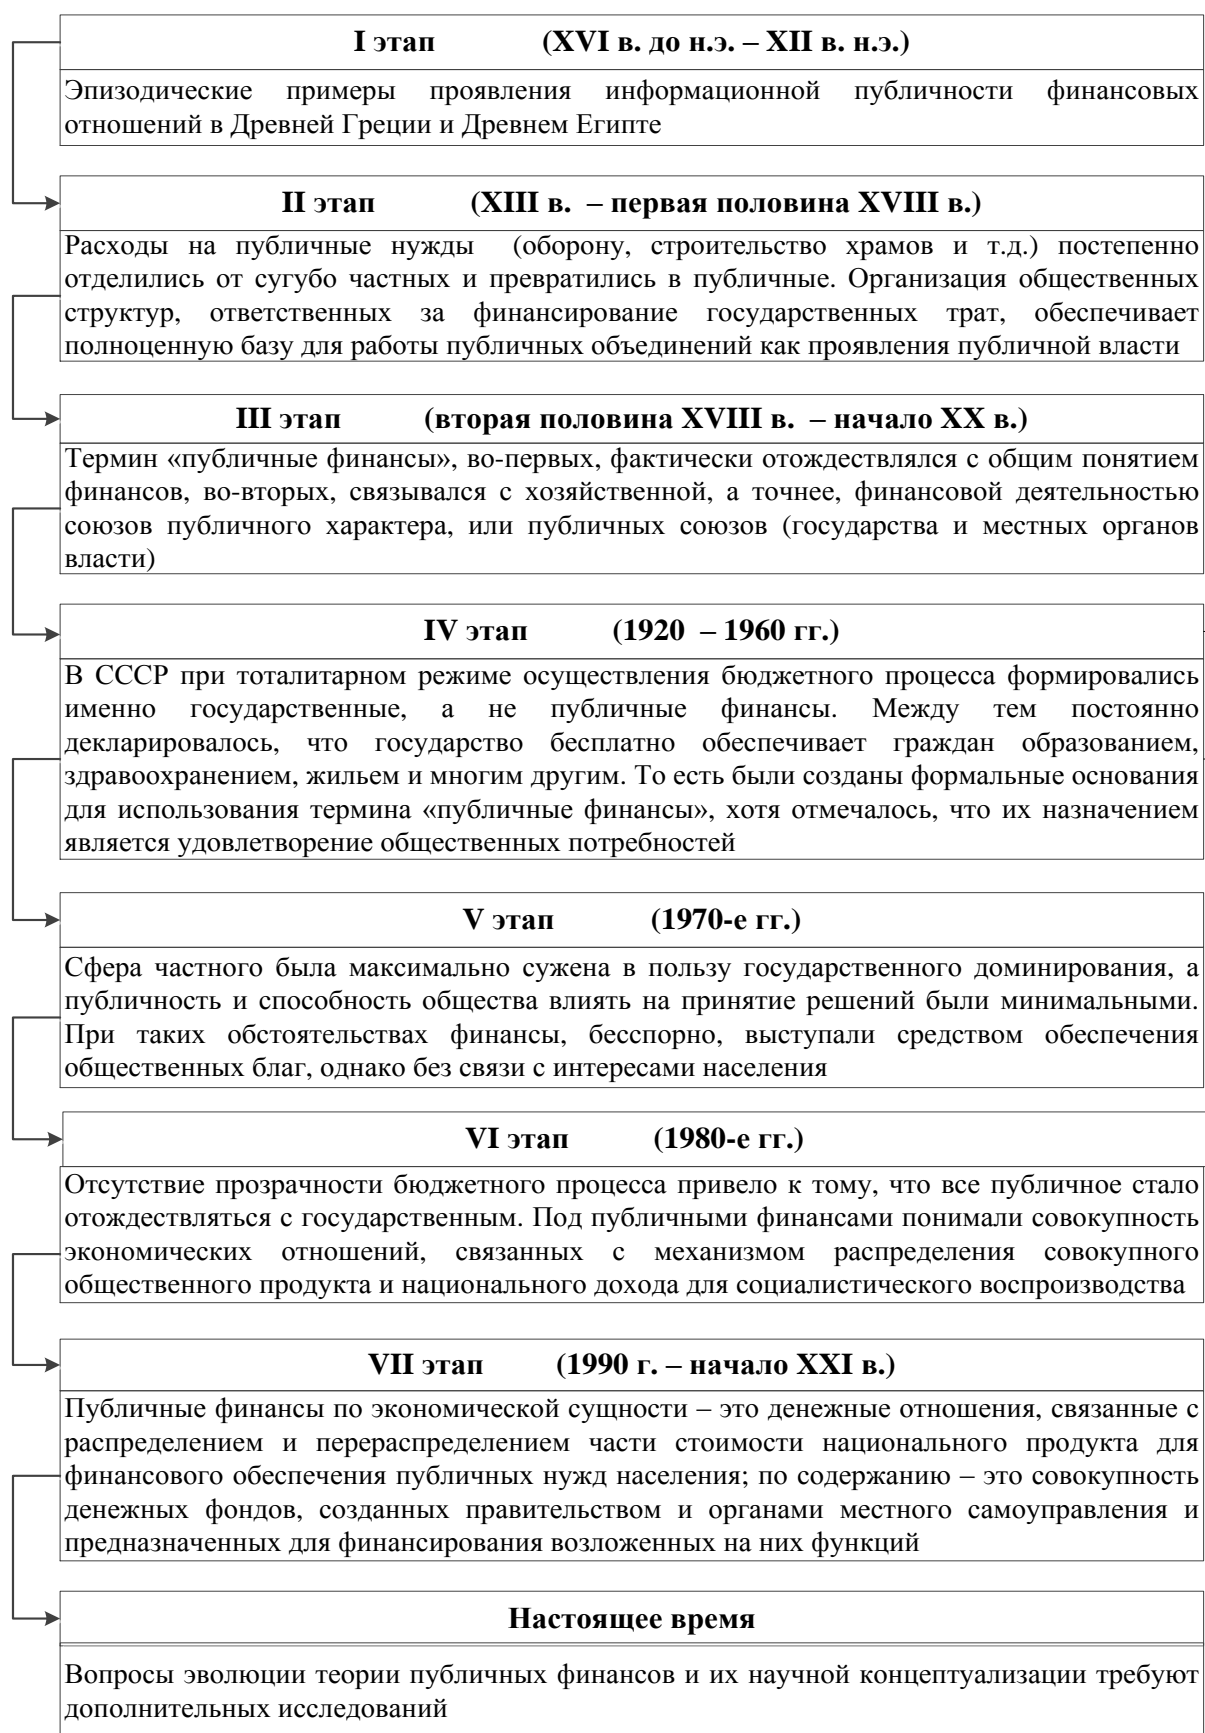 I этап (XVI в. до н.э. – XII в. н.э.)
Эпизодические примеры проявления информационной публичности финансовых
отношений в Древней Греции и Древнем Египте
II этап (XIII в. – первая половина XVIII в.)
Расходы на публичные нужды (оборону, строительство храмов и т.д.) постепенно
отделились от сугубо частных и превратились в публичные. Организация общественных
структур, ответственных за финансирование государственных трат, обеспечивает
полноценную базу для работы публичных объединений как проявления публичной власти
III этап (вторая половина XVIII в. – начало XX в.)
Термин «публичные финансы», во-первых, фактически отождествлялся с общим понятием
финансов, во-вторых, связывался с хозяйственной, а точнее, финансовой деятельностью
союзов публичного характера, или публичных союзов (государства и местных органов
власти)
IV этап (1920 – 1960 гг.)
В СССР при тоталитарном режиме осуществления бюджетного процесса формировались
именно государственные, а не публичные финансы. Между тем постоянно
декларировалось, что государство бесплатно обеспечивает граждан образованием,
здравоохранением, жильем и многим другим. То есть были созданы формальные основания
для использования термина «публичные финансы», хотя отмечалось, что их назначением
является удовлетворение общественных потребностей
V этап (1970-е гг.)
Сфера частного была максимально сужена в пользу государственного доминирования, а
публичность и способность общества влиять на принятие решений были минимальными.
При таких обстоятельствах финансы, бесспорно, выступали средством обеспечения
общественных благ, однако без связи с интересами населения
VI этап (1980-е гг.)
Отсутствие прозрачности бюджетного процесса привело к тому, что все публичное стало
отождествляться с государственным. Под публичными финансами понимали совокупность
экономических отношений, связанных с механизмом распределения совокупного
общественного продукта и национального дохода для социалистического воспроизводства
VII этап (1990 г. – начало XXI в.)
Публичные финансы по экономической сущности – это денежные отношения, связанные с
распределением и перераспределением части стоимости национального продукта для
финансового обеспечения публичных нужд населения; по содержанию – это совокупность
денежных фондов, созданных правительством и органами местного самоуправления и
предназначенных для финансирования возложенных на них функций
Настоящее время
Вопросы эволюции теории публичных финансов и их научной концептуализации требуют
дополнительных исследований